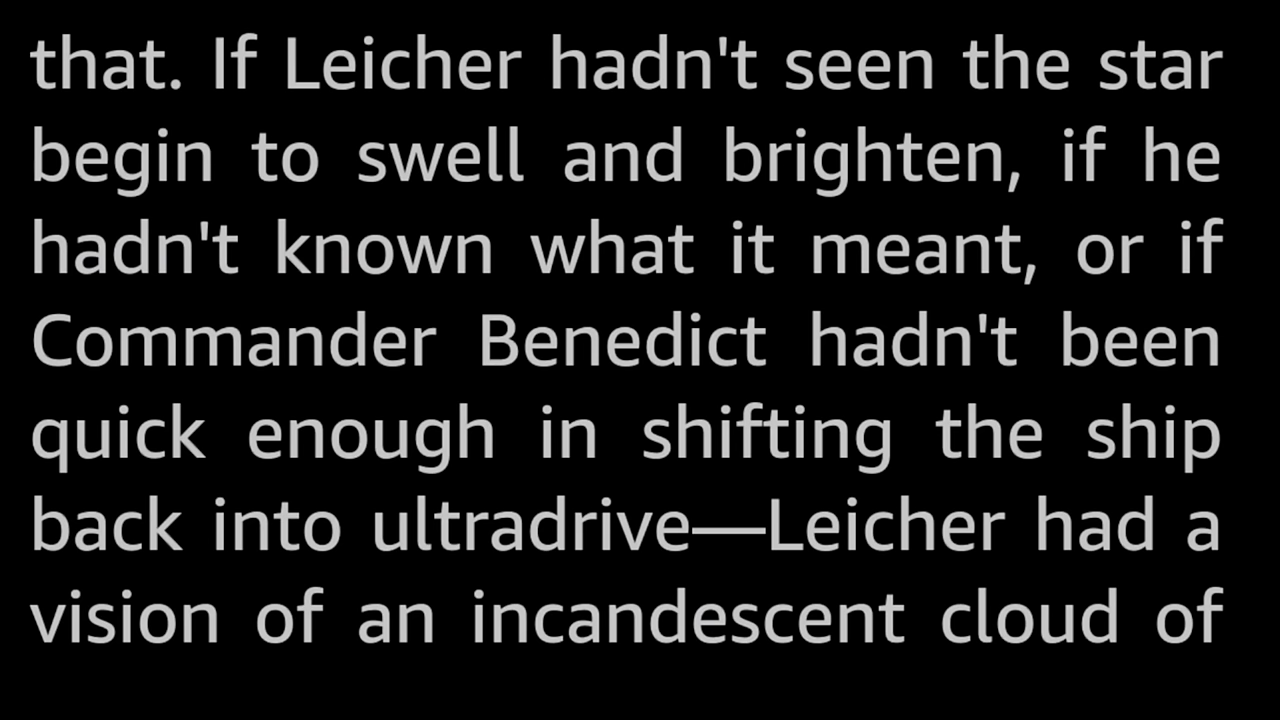 that. If Leicher hadn't seen the star
begin to swell and brighten, if he
hadn't known what it meant, or if
Commander Benedict hadn't been
quick enough in shifting the ship
back into ultradrive—Leicher had a
vision of an incandescent cloud of